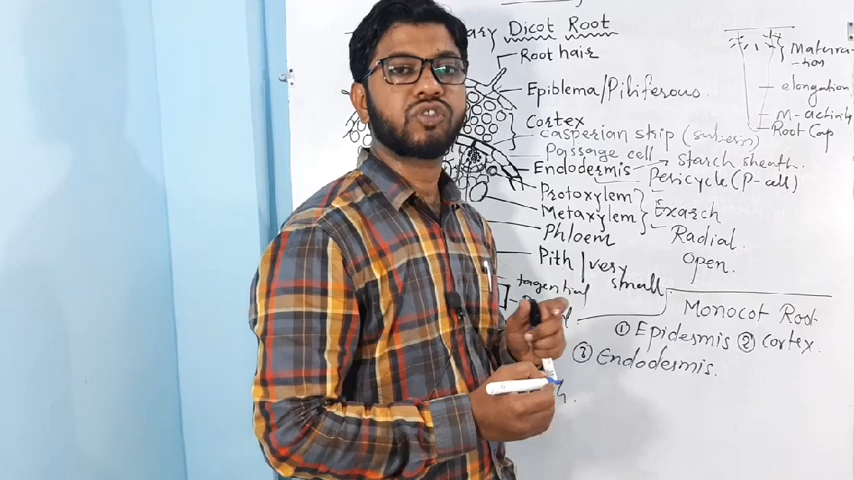 ary Dicot Root
Root hair
Epiblema/Piliferous.
Cortex
Casperian strip (suberin)
Passage cell
Endodermis → Starch sheath.
Pericycle (P-cell)
Protoxylem
Metaxylem
Exarch
Phloem
Radial.
Open.
Pith | very small
tangential
Maturra-
-tion
elongation
m-activity
Root Cap
Monocot Root
① Epidermis ② Cortex.
③ Endodermis.